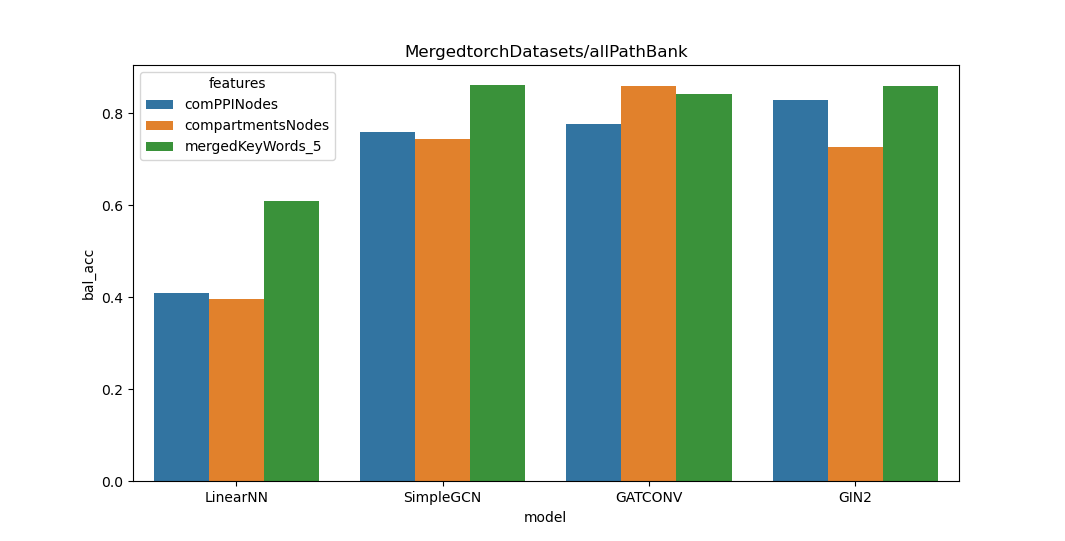 MergedtorchDatasets/allPathBank
features
comPPINodes
compartmentsNodes
mergedKeyWords_5
bal_acc
0.8
0.6
0.4
0.2
0.0
LinearNN
SimpleGCN
GATCONV
GIN2
model